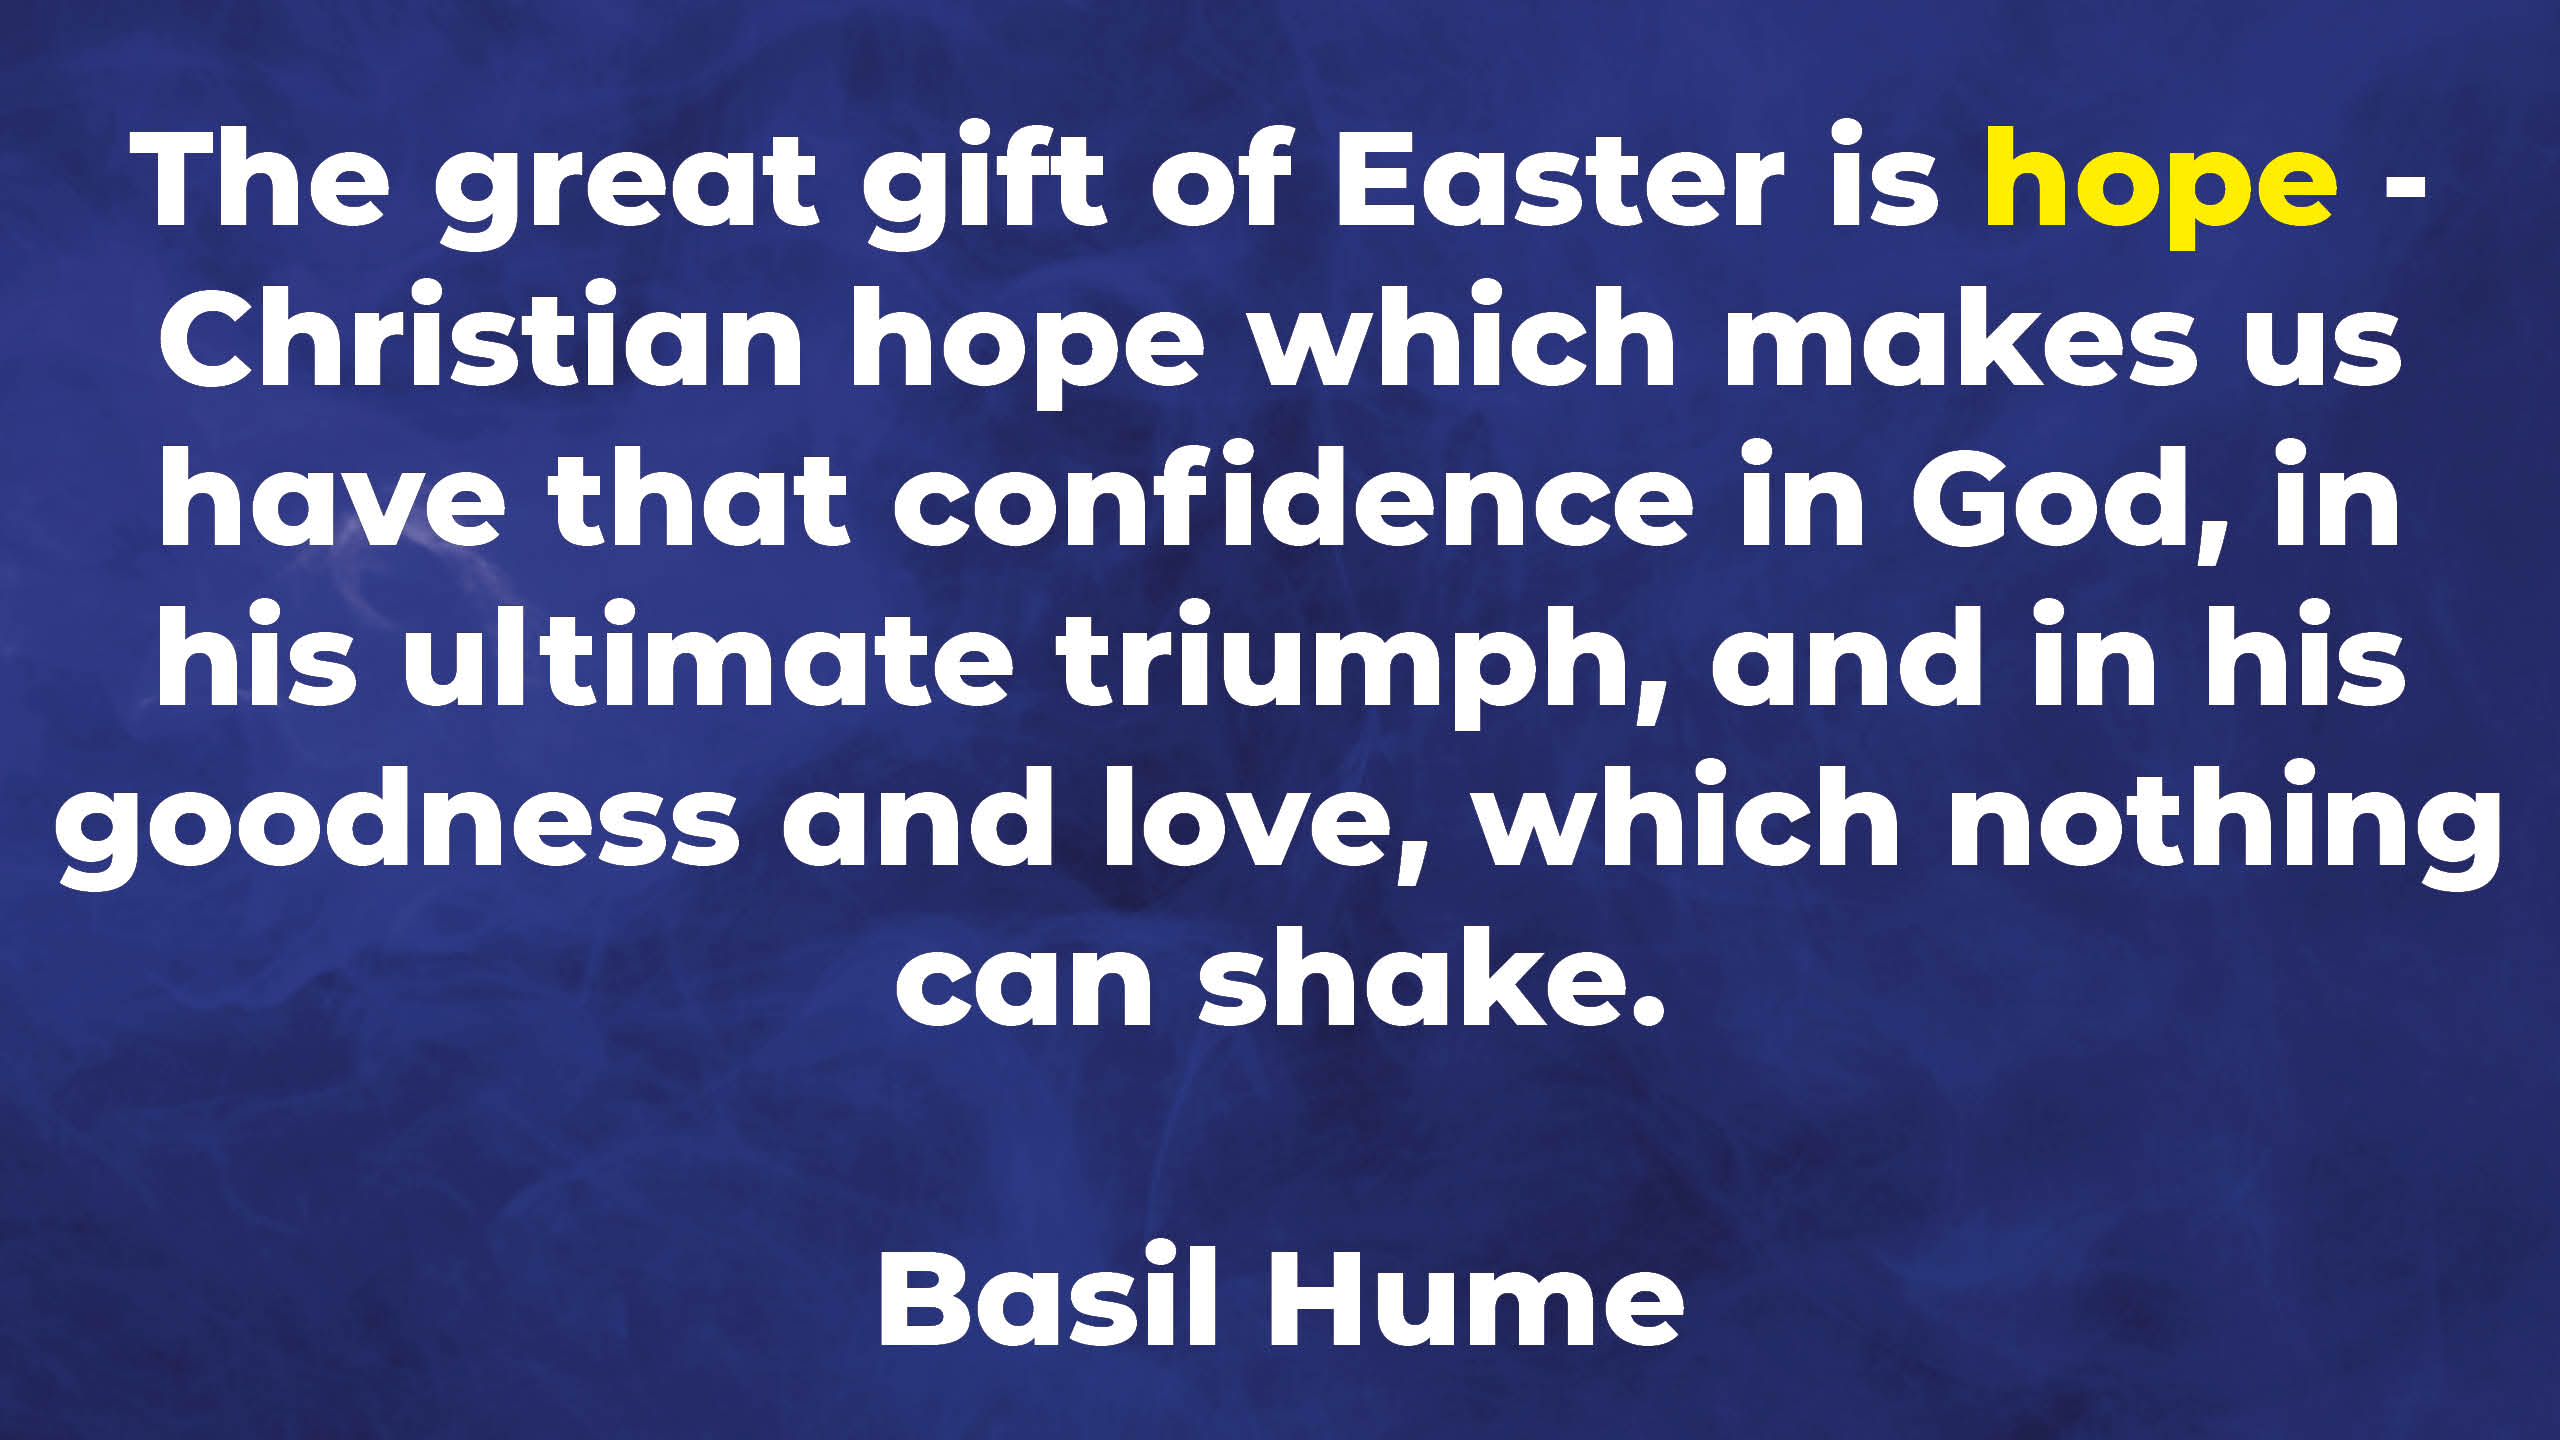 The great gift of Easter is hope -
Christian hope which makes us
have that confidence in God, in
his ultimate triumph, and in his
goodness and love, which nothing
can shake.
Basil Hume